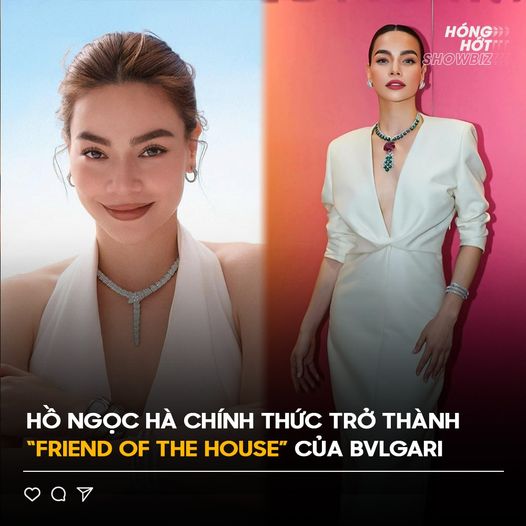 HÓNG
HỚT
SHOWBIZ
HỒ NGỌC HÀ CHÍNH THỨC TRỞ THÀNH
“FRIEND OF THE HOUSE” CỦA BVLGARI